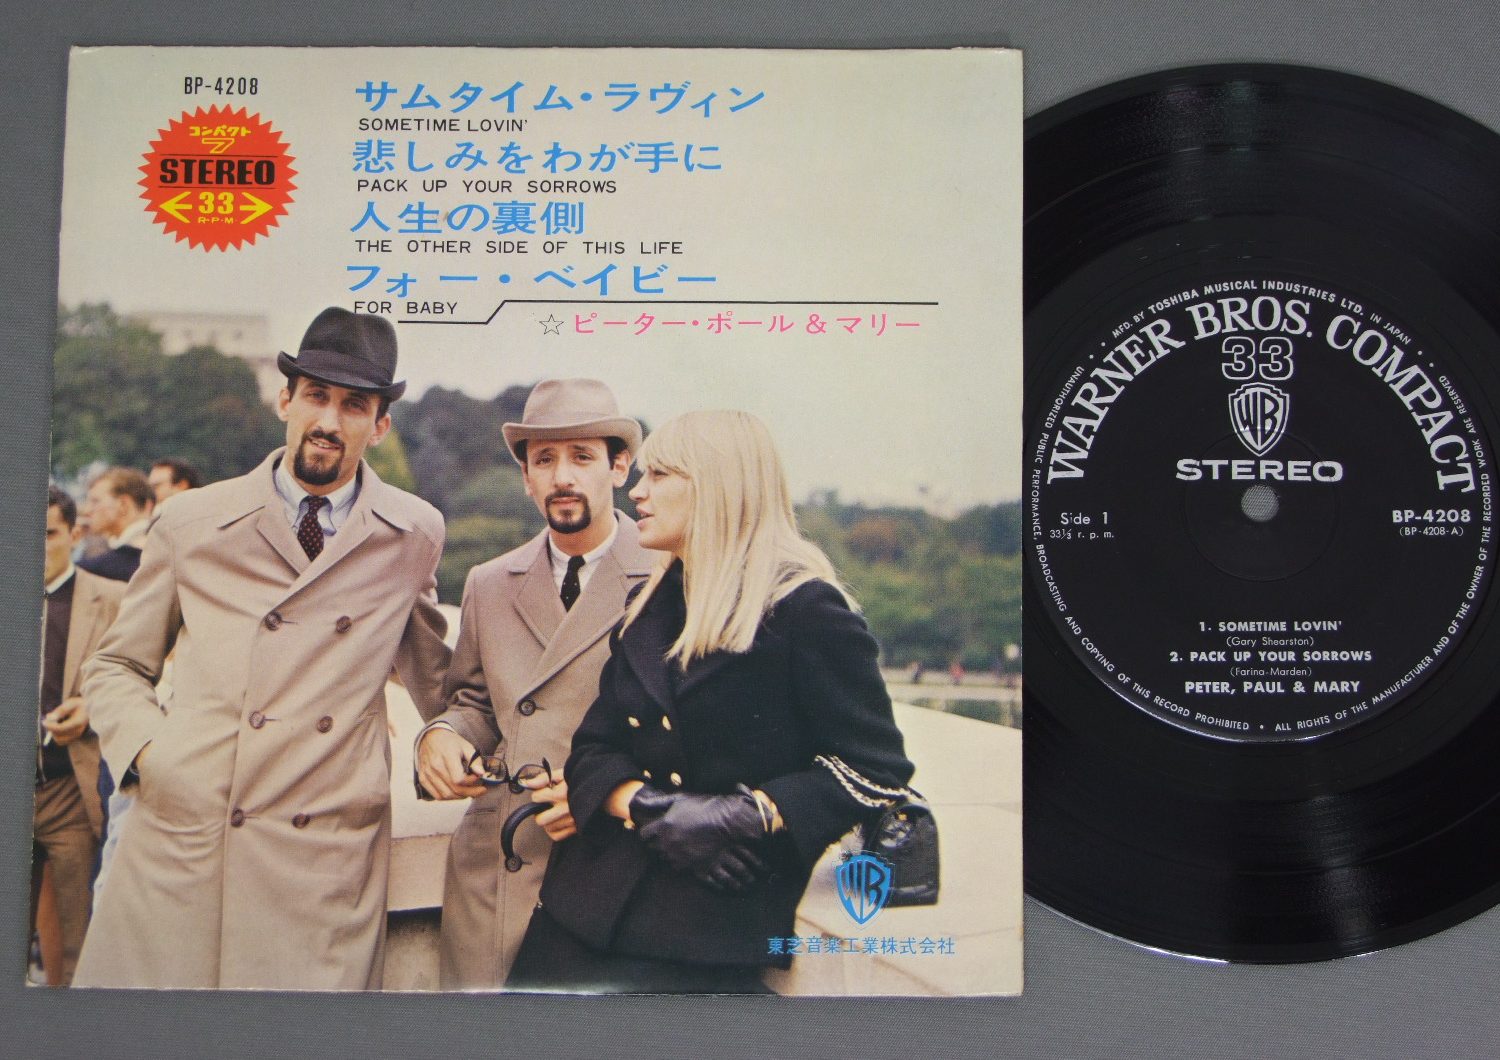 BP-4208
コンパクト
7
STEREO
33
R・P・M
サムタイム・ラヴィン
SOMETIME LOVIN'
悲しみをわが手に
PACK UP YOUR SORROWS
人生の裏側
THE OTHER SIDE OF THIS LIFE
フォー・ベイビー
FOR BABY
☆ピーター・ポール&マリー
WB
東芝音楽工業株式会社
MFD. BY TOSHIBA MUSICAL INDUSTRIES LTD. IN JAPAN
WARNER BROS. COMPACT
33
WB
STEREO
Side 1
33⅓ r. p. m.
BP-4208
(BP-4208-A)
1. SOMETIME LOVIN'
(Gary Shearston)
2. PACK UP YOUR SORROWS
(Farina-Marden)
PETER, PAUL & MARY
UNAUTHORIZED PUBLIC PERFORMANCE, BROADCASTING AND COPYING OF THIS RECORD PROHIBITED • ALL RIGHTS OF THE MANUFACTURER AND OF THE OWNER OF THE RECORDED WORK ARE RESERVED